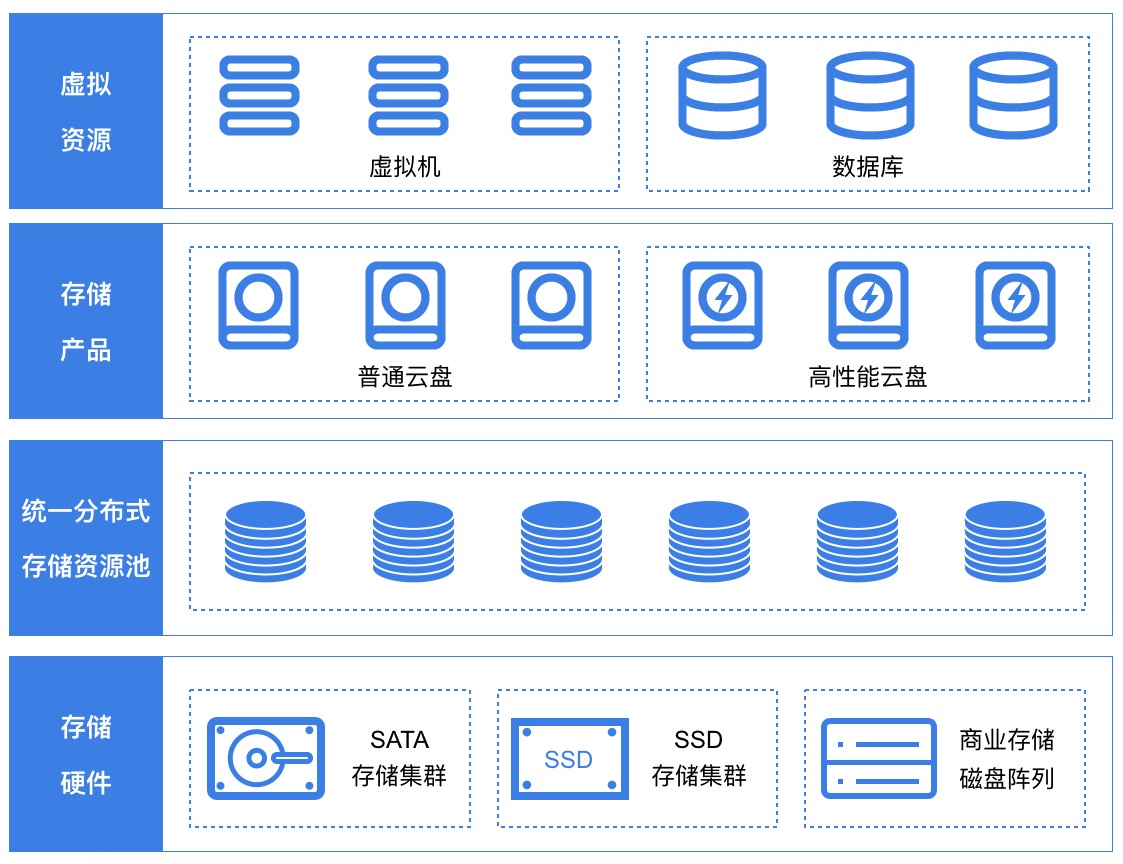 虚拟
资源
虚拟机
数据库
存储
产品
普通云盘
高性能云盘
统一分布式
存储资源池
存储
硬件
SATA
存储集群
SSD
SSD
存储集群
商业存储
磁盘阵列